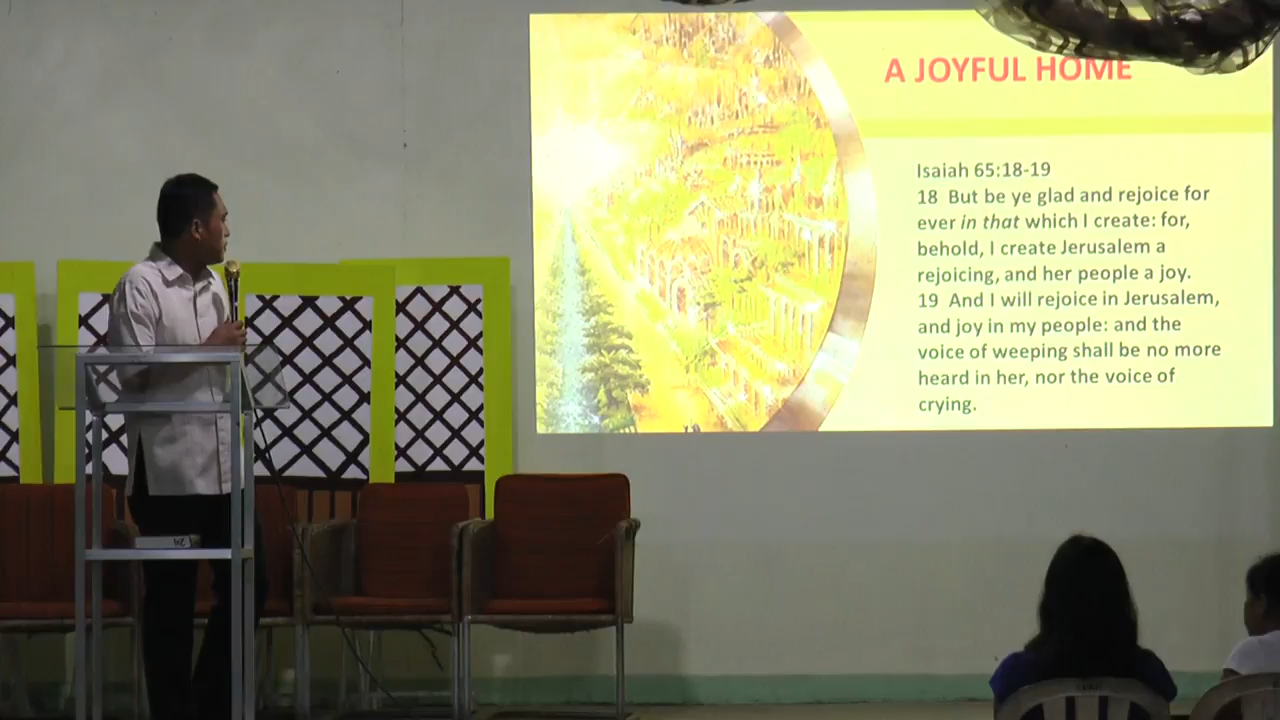 A JOYFUL HOME
Isaiah 65:18-19
18 But be ye glad and rejoice for
ever in that which I create: for,
behold, I create Jerusalem a
rejoicing, and her people a joy.
19 And I will rejoice in Jerusalem,
and joy in my people: and the
voice of weeping shall be no more
heard in her, nor the voice of
crying.